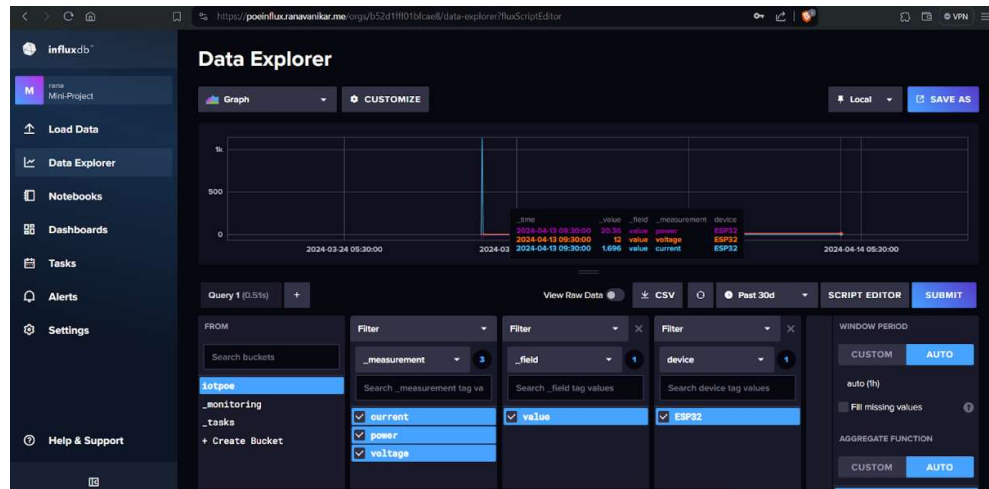 https://poeinflux.ranavanikar.me/orgs/b52d1fff01bfcae8/data-explorer?fluxScriptEditor
VPN
influxdb
M
rana
Mini-Project
Load Data
Data Explorer
Notebooks
Dashboards
Tasks
Alerts
Settings
Help & Support
Data Explorer
Graph
CUSTOMIZE
Local
SAVE AS
1k
500
0
2024-03-24 05:30:00
2024-03
2024-04-14 05:30:00
_time _value _field _measurement device
2024-04-13 09:30:00 20.36 value power ESP32
2024-04-13 09:30:00 12 value voltage ESP32
2024-04-13 09:30:00 1.696 value current ESP32
Query 1 (0.51s)
+
View Raw Data
CSV
Past 30d
SCRIPT EDITOR
SUBMIT
FROM
Search buckets
iotpoe
_monitoring
_tasks
+ Create Bucket
Filter
_measurement 3
Search _measurement tag va
current
power
voltage
Filter
_field 1
Search _field tag values
value
Filter
device 1
Search device tag values
ESP32
WINDOW PERIOD
CUSTOM AUTO
auto (1h)
Fill missing values
AGGREGATE FUNCTION
CUSTOM AUTO